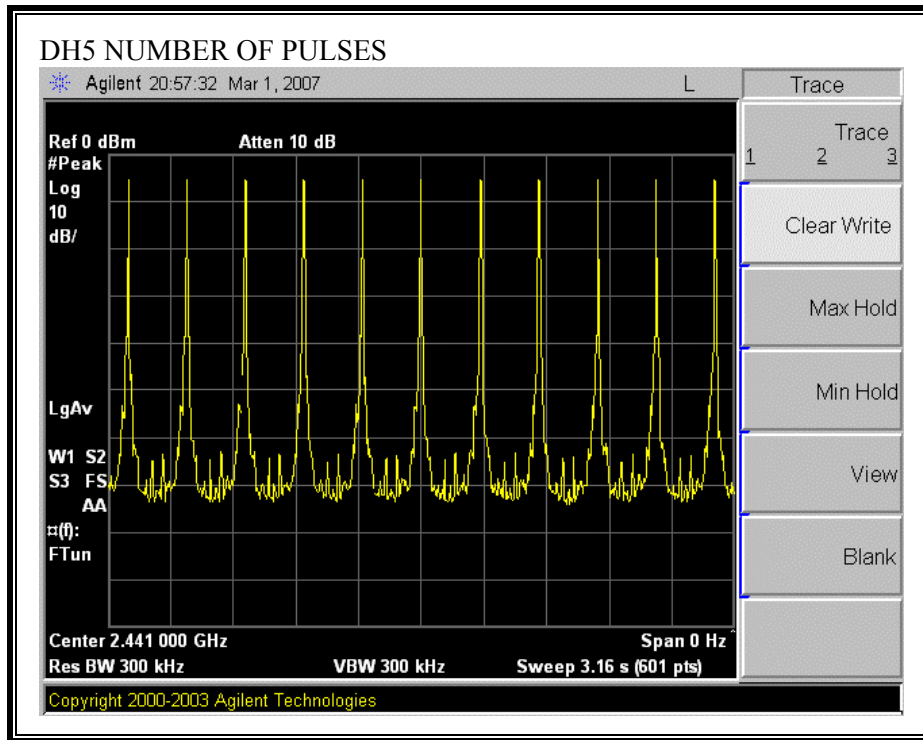 DH5 NUMBER OF PULSES
Agilent 20:57:32 Mar 1, 2007 L Trace
Ref 0 dBm Atten 10 dB
#Peak
Log
10
dB/
LgAv
W1 S2
S3 FS
AA
¤(f):
FTun
Center 2.441 000 GHz Span 0 Hz^
Res BW 300 kHz VBW 300 kHz Sweep 3.16 s (601 pts)
Copyright 2000-2003 Agilent Technologies
Trace
1 2 3
Clear Write
Max Hold
Min Hold
View
Blank